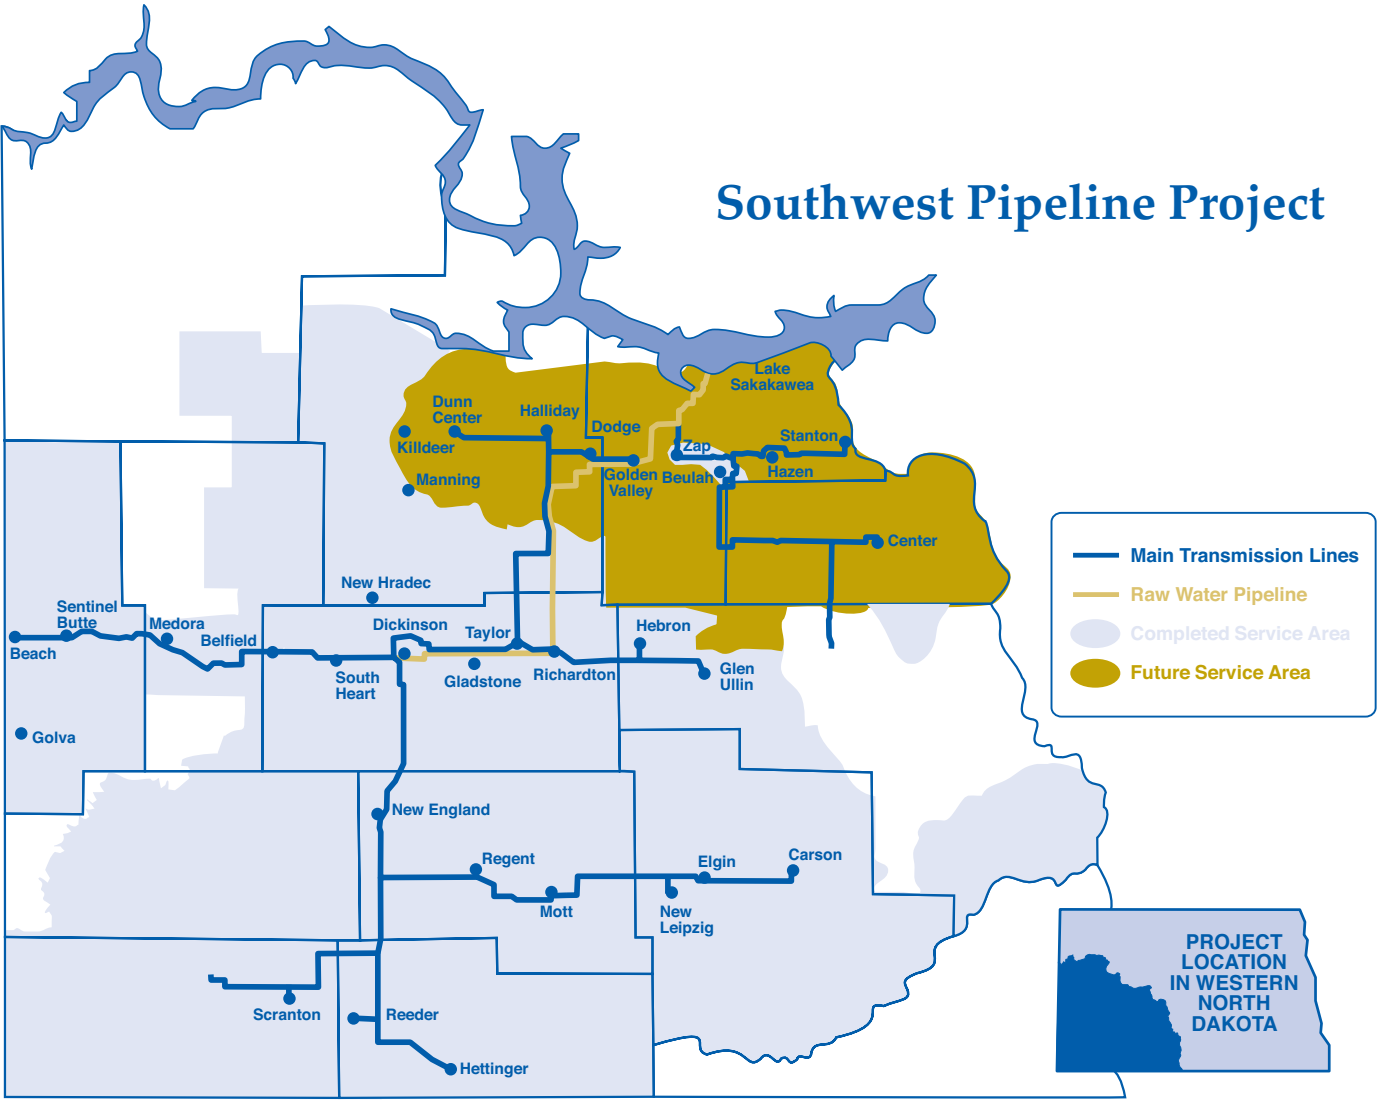 Southwest Pipeline Project
Lake
Sakakawea
Dunn
Center
Halliday
Dodge
Killdeer
Zap
Stanton
Manning
Golden
Valley
Beulah
Hazen
Center
Main Transmission Lines
Raw Water Pipeline
Completed Service Area
Future Service Area
New Hradec
Sentinel
Butte
Medora
Belfield
Dickinson
Taylor
Hebron
Beach
South
Heart
Gladstone
Richardton
Glen
Ullin
Golva
New England
Regent
Elgin
Carson
Mott
New
Leipzig
Scranton
Reeder
Hettinger
PROJECT
LOCATION
IN WESTERN
NORTH
DAKOTA